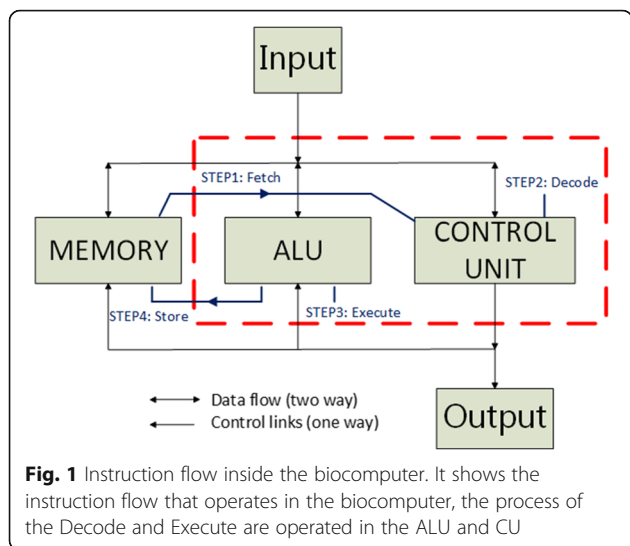 Input
STEP1: Fetch
STEP2: Decode
MEMORY
ALU
CONTROL
UNIT
STEP4: Store
STEP3: Execute
Data flow (two way)
Control links (one way)
Output
Fig. 1 Instruction flow inside the biocomputer. It shows the
instruction flow that operates in the biocomputer, the process of
the Decode and Execute are operated in the ALU and CU